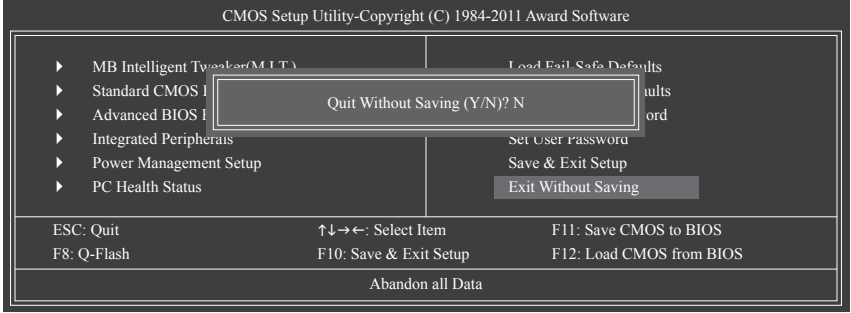 CMOS Setup Utility-Copyright (C) 1984-2011 Award Software
MB Intelligent Tweaker(M.I.T.)
Standard CMOS
Advanced BIOS
Integrated Peripherals
Power Management Setup
PC Health Status
Load Fail-Safe Defaults
Set User Password
Save & Exit Setup
Exit Without Saving
Quit Without Saving (Y/N)? N
ESC: Quit
↑↓→←: Select Item
F11: Save CMOS to BIOS
F8: Q-Flash
F10: Save & Exit Setup
F12: Load CMOS from BIOS
Abandon all Data